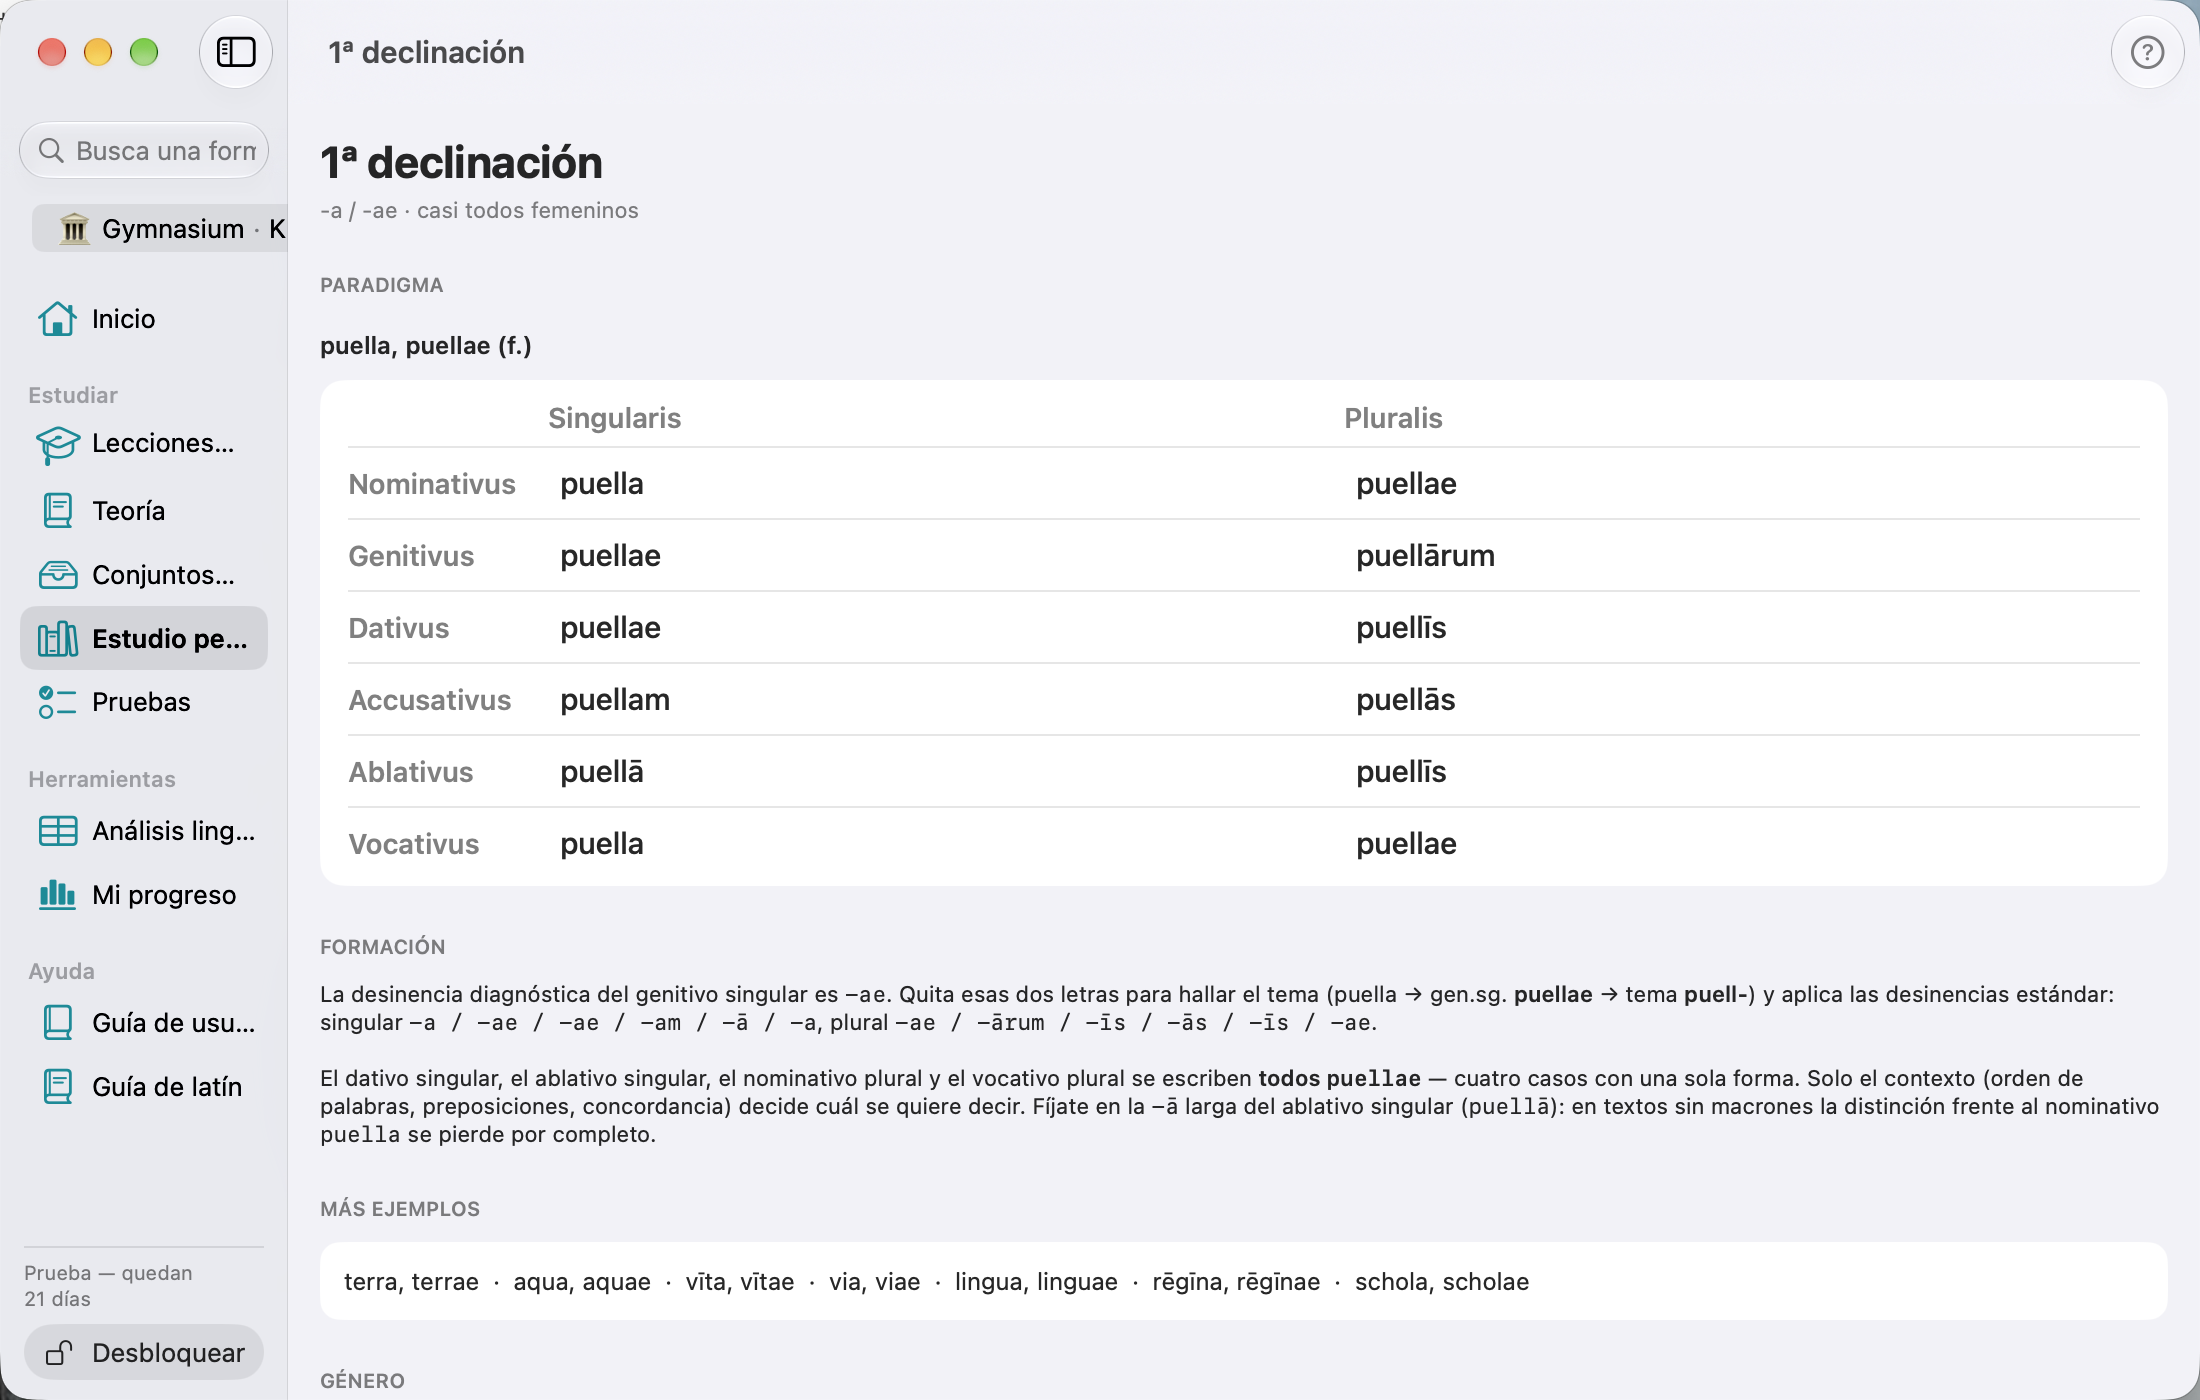 1ª declinación
Busca una form
Gymnasium · K
Inicio
Estudiar
Lecciones...
Teoría
Conjuntos...
Estudio pe...
Pruebas
Herramientas
Análisis ling...
Mi progreso
Ayuda
Guía de usu...
Guía de latín
Prueba — quedan
21 días
Desbloquear
1ª declinación
-a / -ae · casi todos femeninos
PARADIGMA
puella, puellae (f.)
Singularis Pluralis
Nominativus puella puellae
Genitivus puellae puellārum
Dativus puellae puellīs
Accusativus puellam puellās
Ablativus puellā puellīs
Vocativus puella puellae
FORMACIÓN
La desinencia diagnóstica del genitivo singular es -ae. Quita esas dos letras para hallar el tema (puella → gen.sg. puellae → tema puell-) y aplica las desinencias estándar:
singular -a / -ae / -ae / -am / -ā / -a, plural -ae / -ārum / -īs / -ās / -īs / -ae.
El dativo singular, el ablativo singular, el nominativo plural y el vocativo plural se escriben todos puellae — cuatro casos con una sola forma. Solo el contexto (orden de
palabras, preposiciones, concordancia) decide cuál se quiere decir. Fíjate en la -ā larga del ablativo singular (puellā): en textos sin macrones la distinción frente al nominativo
puella se pierde por completo.
MÁS EJEMPLOS
terra, terrae · aqua, aquae · vīta, vītae · via, viae · lingua, linguae · rēgīna, rēgīnae · schola, scholae
GÉNERO